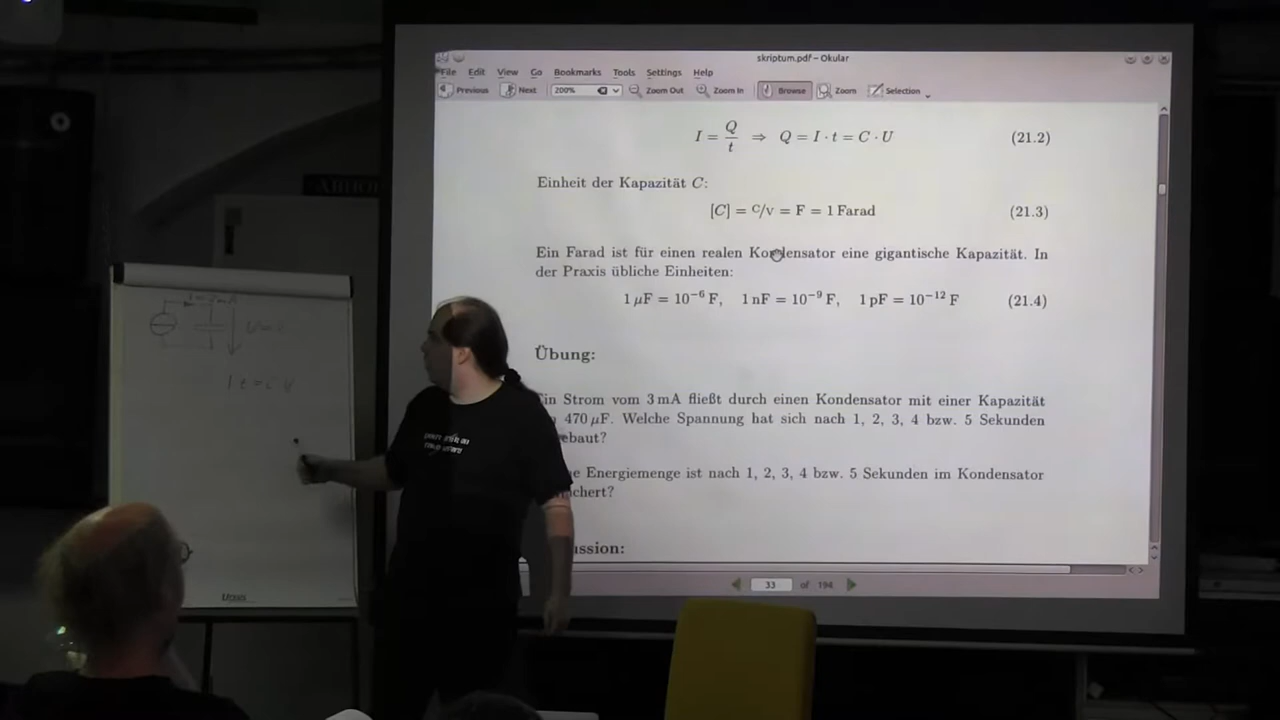 skriptum.pdf – Okular
File Edit View Go Bookmarks Tools Settings Help
Previous Next 200% Zoom Out Zoom In Browse Zoom Selection
I = Q/t ⇒ Q = I · t = C · U (21.2)
Einheit der Kapazität C:
[C] = C/V = F = 1 Farad (21.3)
Ein Farad ist für einen realen Kondensator eine gigantische Kapazität. In
der Praxis übliche Einheiten:
1 μF = 10⁻⁶ F, 1 nF = 10⁻⁹ F, 1 pF = 10⁻¹² F (21.4)
Übung:
Strom vom 3 mA fließt durch einen Kondensator mit einer Kapazität
470 μF. Welche Spannung hat sich nach 1, 2, 3, 4 bzw. 5 Sekunden
ebaut?
e Energiemenge ist nach 1, 2, 3, 4 bzw. 5 Sekunden im Kondensator
chert?
ussion:
33 of 194
I t = C U